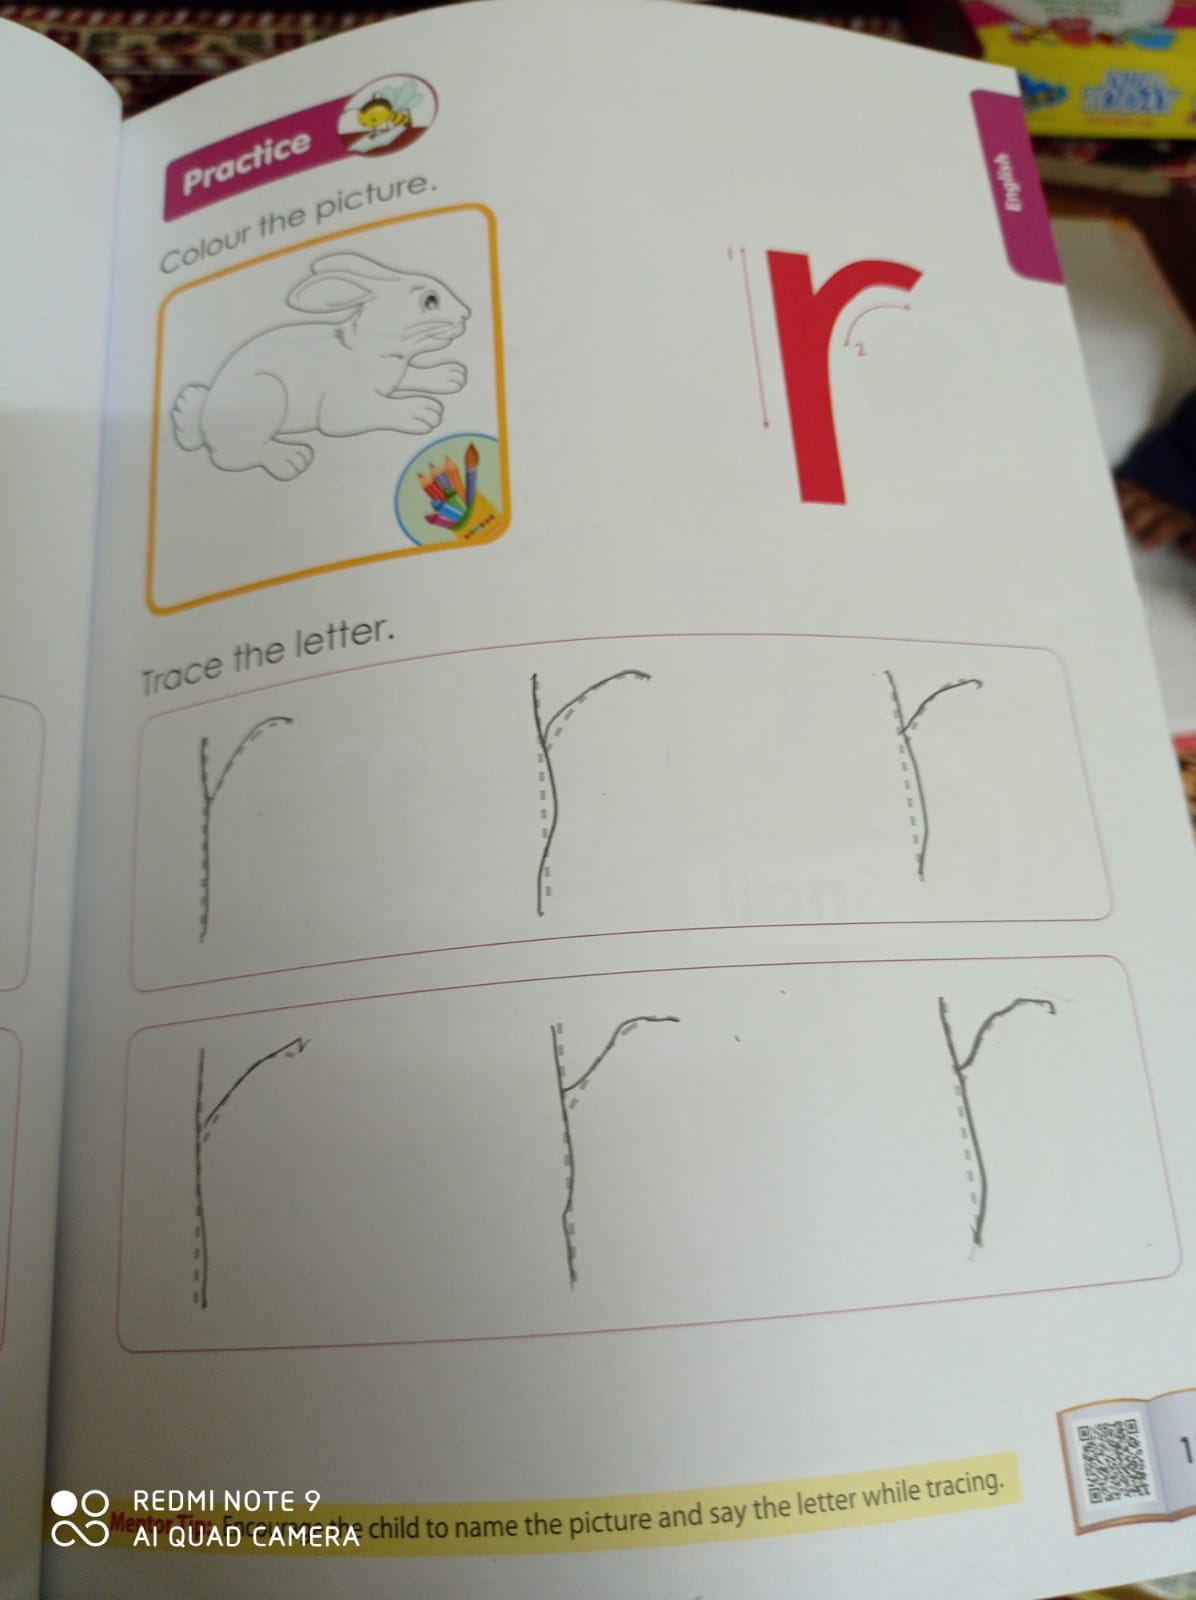 Practice
English
Colour the picture.
1
2
r
Trace the letter.
r r r
r r r
Mentor Tip: Encourage the child to name the picture and say the letter while tracing.
REDMI NOTE 9
AI QUAD CAMERA